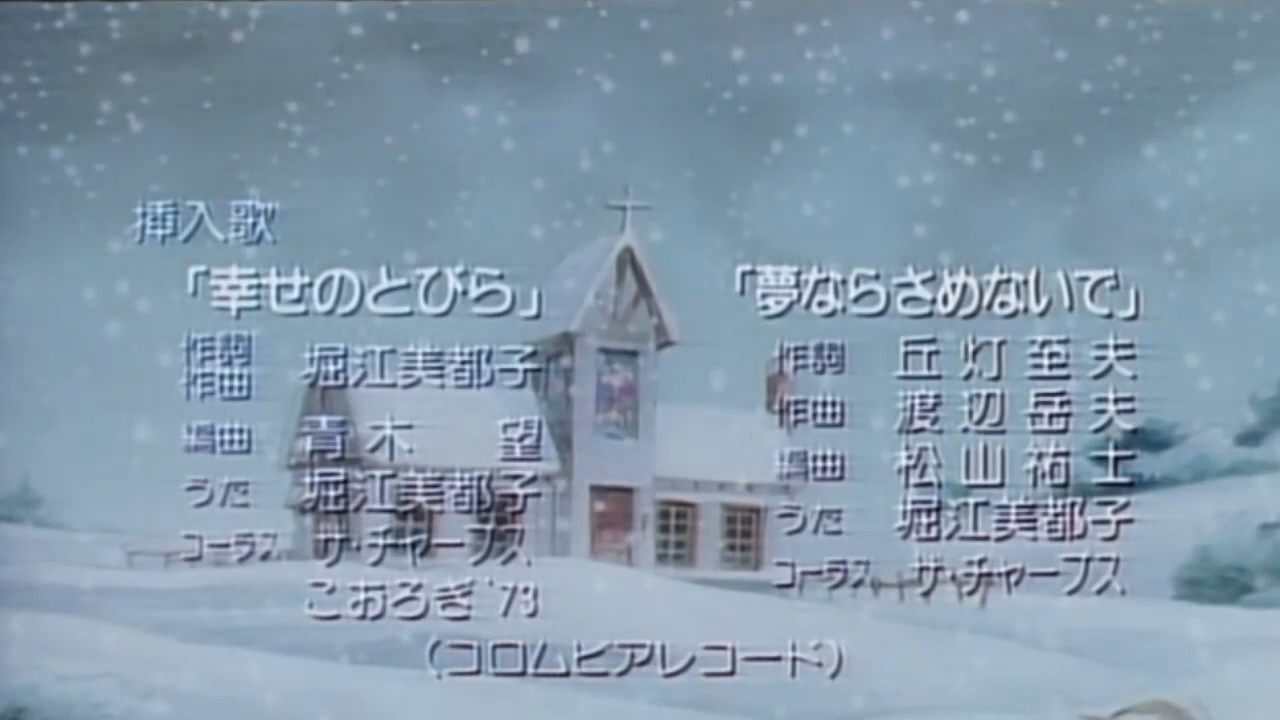 挿入歌
「幸せのとびら」
作詞
作曲 堀江美都子
編曲 青木 望
うた 堀江美都子
コーラス ザ・チャープス
こおろぎ'73
「夢ならさめないで」
作詞 丘灯至夫
作曲 渡辺岳夫
編曲 松山祐士
うた 堀江美都子
コーラス ザ・チャープス
(コロムビアレコード)